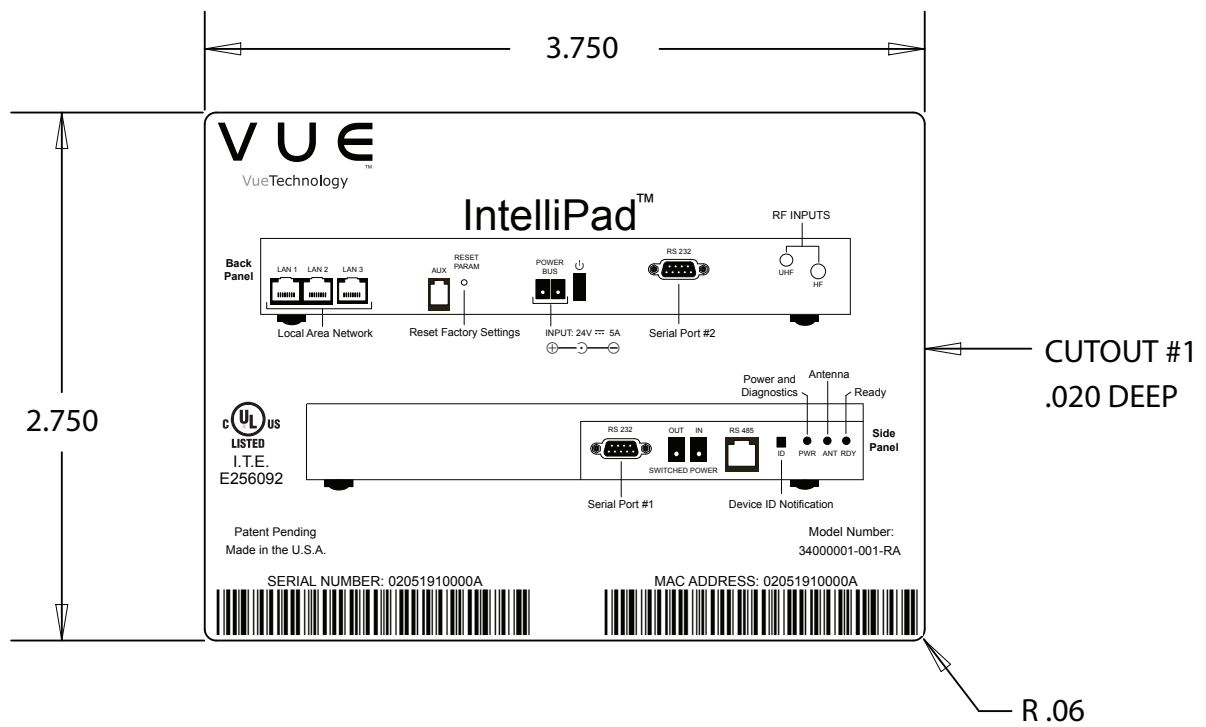 3.750
VUE
TM
VueTechnology
IntelliPad™
RF INPUTS
Back
Panel
LAN 1 LAN 2 LAN 3
AUX
RESET
PARAM
POWER
BUS
RS 232
UHF
HF
Local Area Network
Reset Factory Settings
INPUT: 24V ⎓ 5A
Serial Port #2
CUTOUT #1
.020 DEEP
2.750
Power and
Diagnostics
Antenna
Ready
C UL US
LISTED
I.T.E.
E256092
RS 232
OUT IN
RS 485
Side
Panel
ID PWR ANT RDY
SWITCHED POWER
Serial Port #1
Device ID Notification
Patent Pending
Made in the U.S.A.
Model Number:
34000001-001-RA
SERIAL NUMBER: 02051910000A
MAC ADDRESS: 02051910000A
R .06